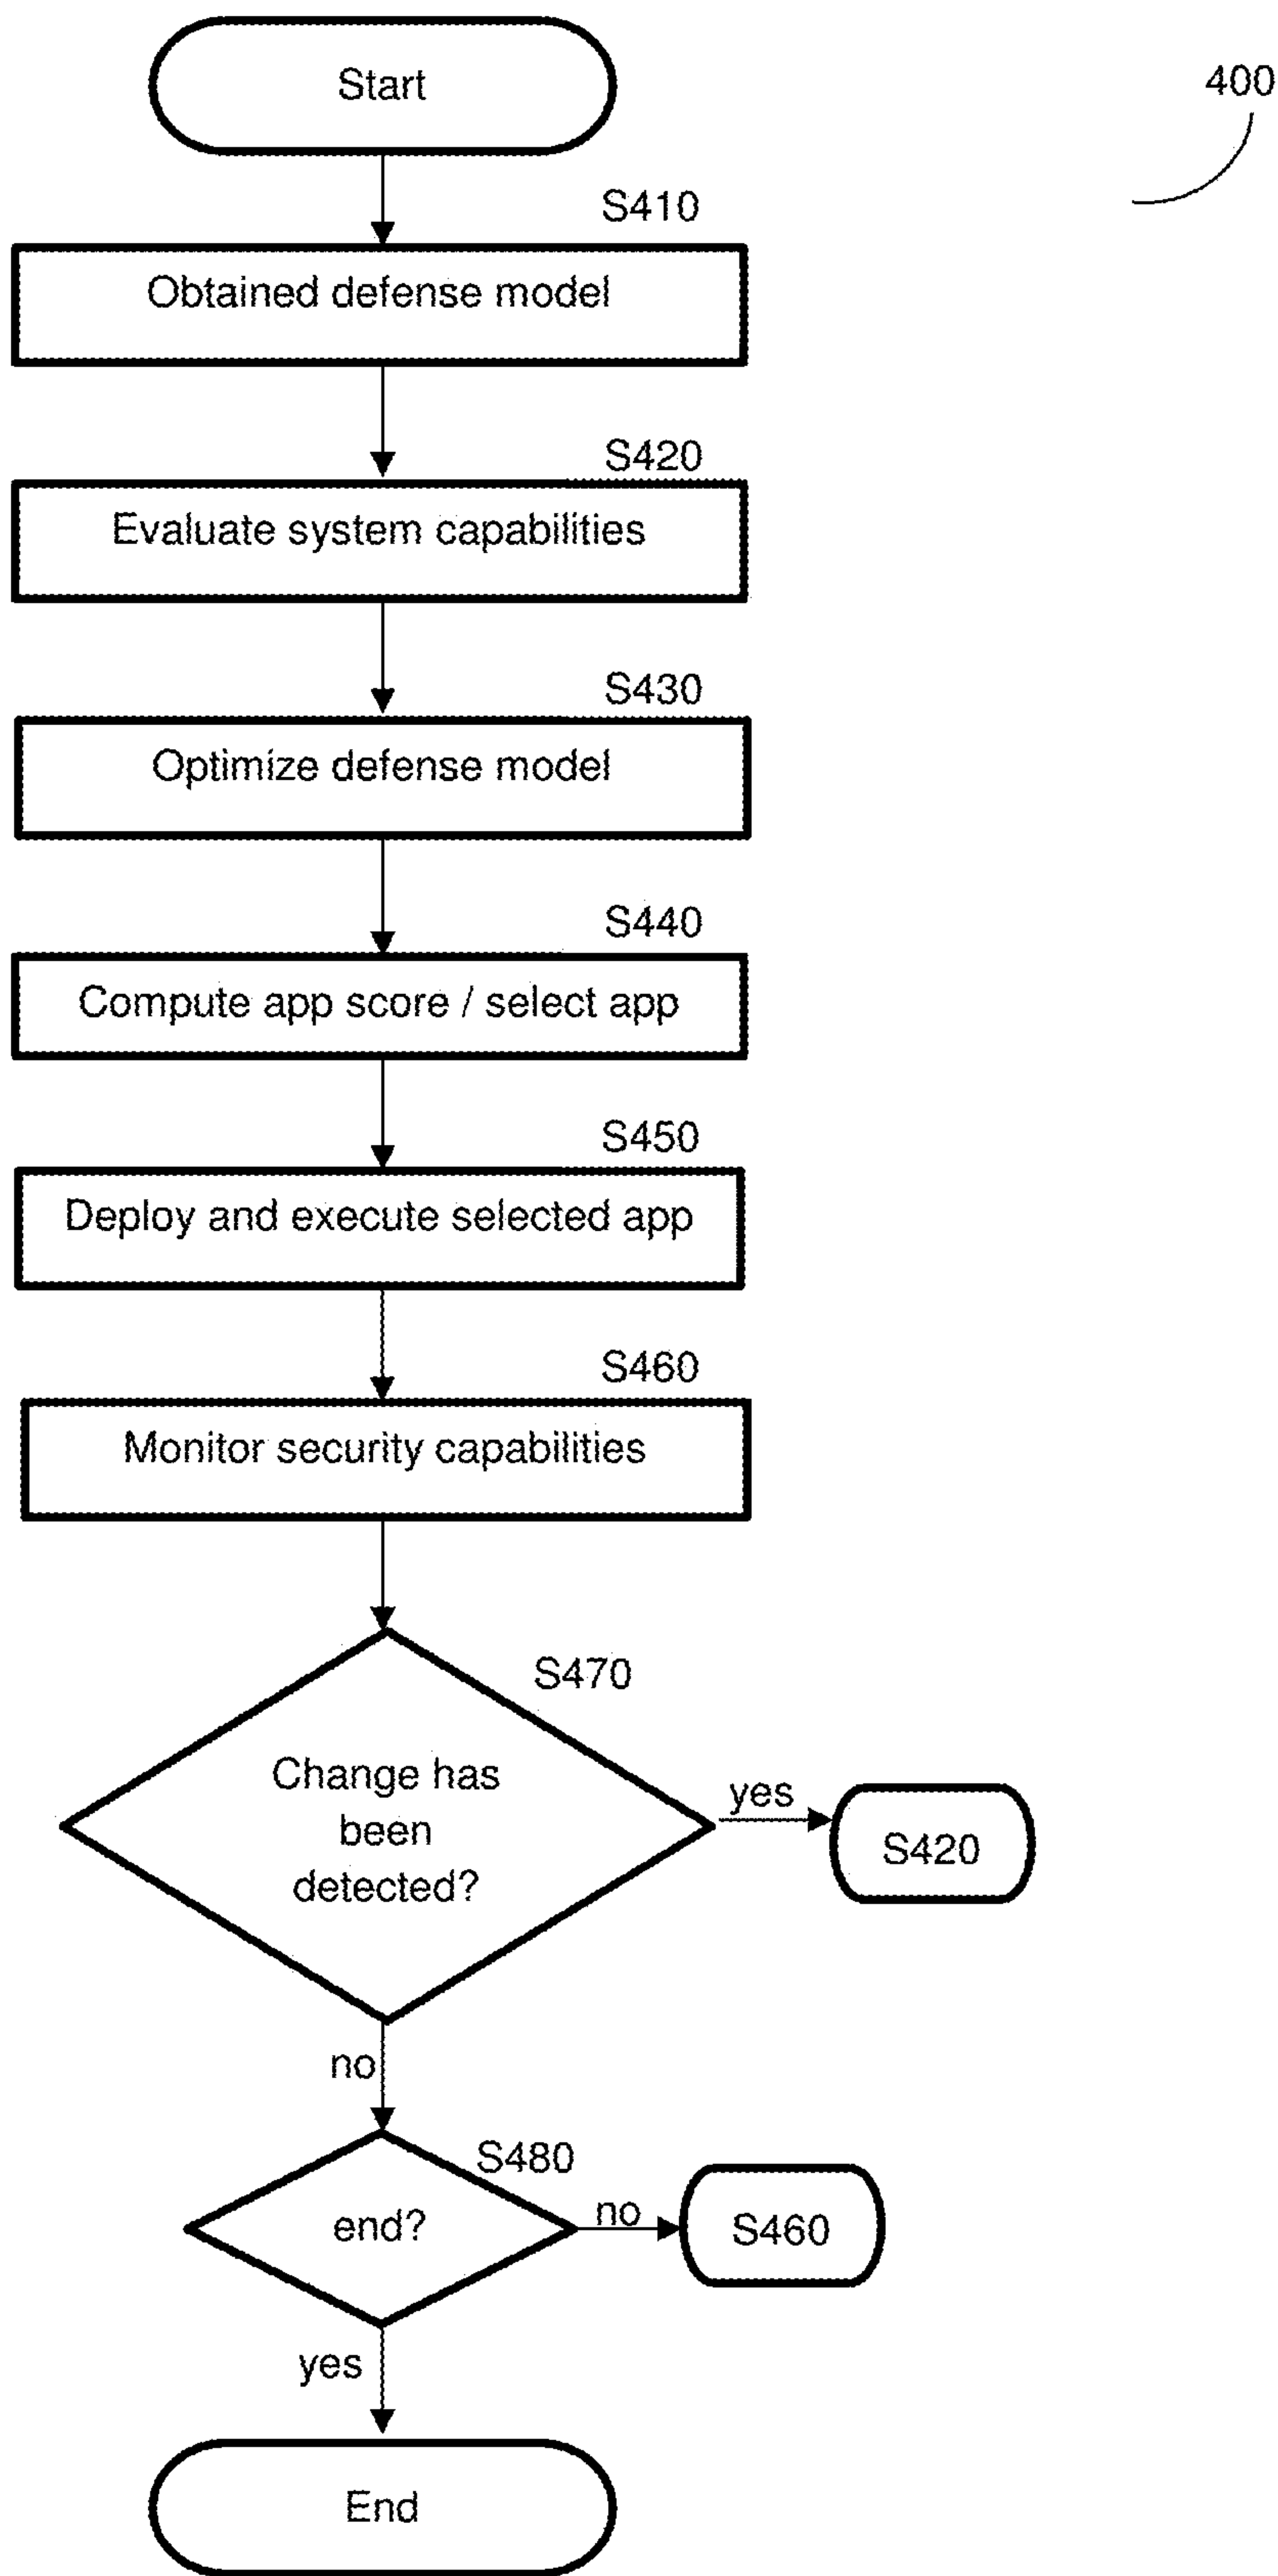 Start
400
S410
Obtained defense model
S420
Evaluate system capabilities
S430
Optimize defense model
S440
Compute app score / select app
S450
Deploy and execute selected app
S460
Monitor security capabilities
S470
Change has
been
detected?
yes
S420
no
S480
end?
no
S460
yes
End